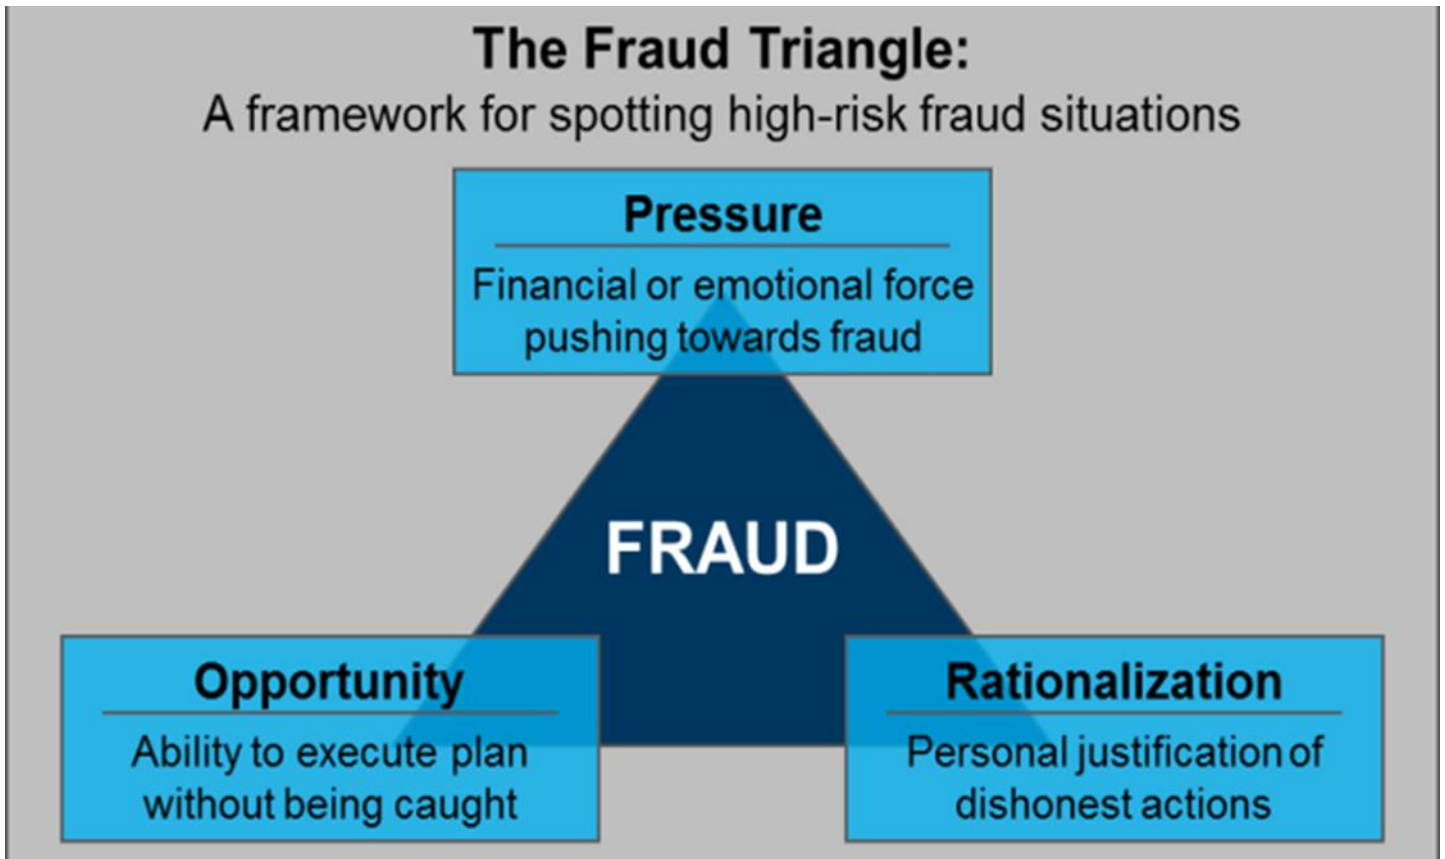 The Fraud Triangle:
A framework for spotting high-risk fraud situations
Pressure
Financial or emotional force
pushing towards fraud
FRAUD
Opportunity
Ability to execute plan
without being caught
Rationalization
Personal justification of
dishonest actions